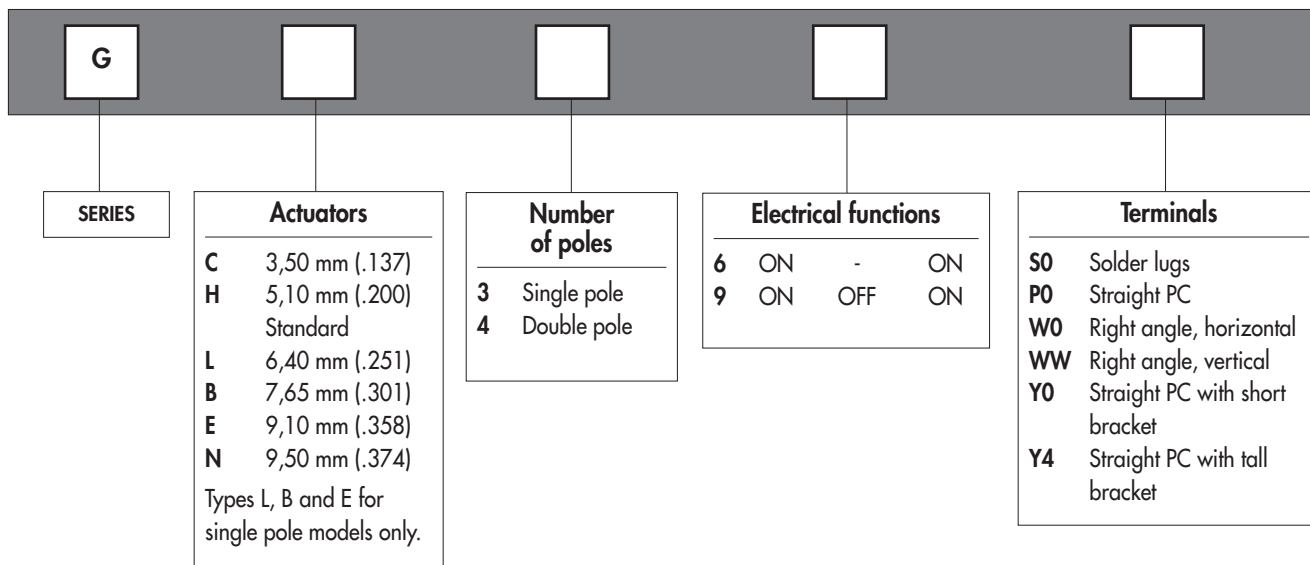 G
SERIES
Actuators
C 3,50 mm (.137)
H 5,10 mm (.200)
Standard
L 6,40 mm (.251)
B 7,65 mm (.301)
E 9,10 mm (.358)
N 9,50 mm (.374)
Types L, B and E for
single pole models only.
Number
of poles
3 Single pole
4 Double pole
Electrical functions
6 ON - ON
9 ON OFF ON
Terminals
S0 Solder lugs
P0 Straight PC
W0 Right angle, horizontal
WW Right angle, vertical
Y0 Straight PC with short
bracket
Y4 Straight PC with tall
bracket